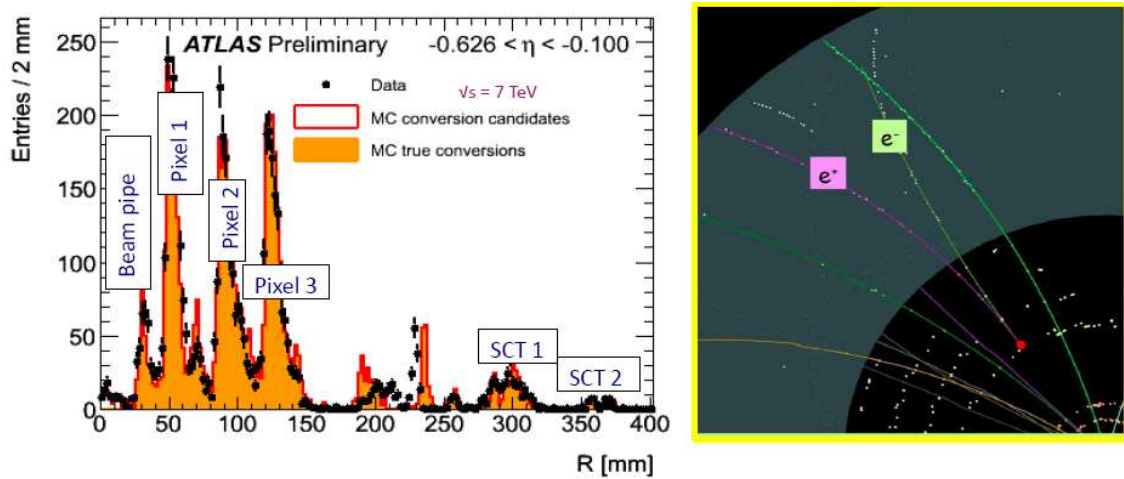 ATLAS Preliminary
-0.626 < η < -0.100
Entries / 2 mm
250
200
150
100
50
0
Data
√s = 7 TeV
MC conversion candidates
MC true conversions
Beam pipe
Pixel 1
Pixel 2
Pixel 3
SCT 1
SCT 2
0 50 100 150 200 250 300 350 400
R [mm]
e⁻
e⁺